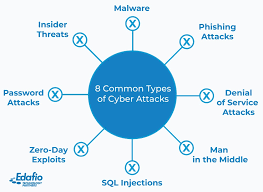 Malware
Insider
Threats
Phishing
Attacks
8 Common Types
of Cyber Attacks
Password
Attacks
Denial
of Service
Attacks
Zero-Day
Exploits
Man
in the Middle
SQL Injections
Edafio